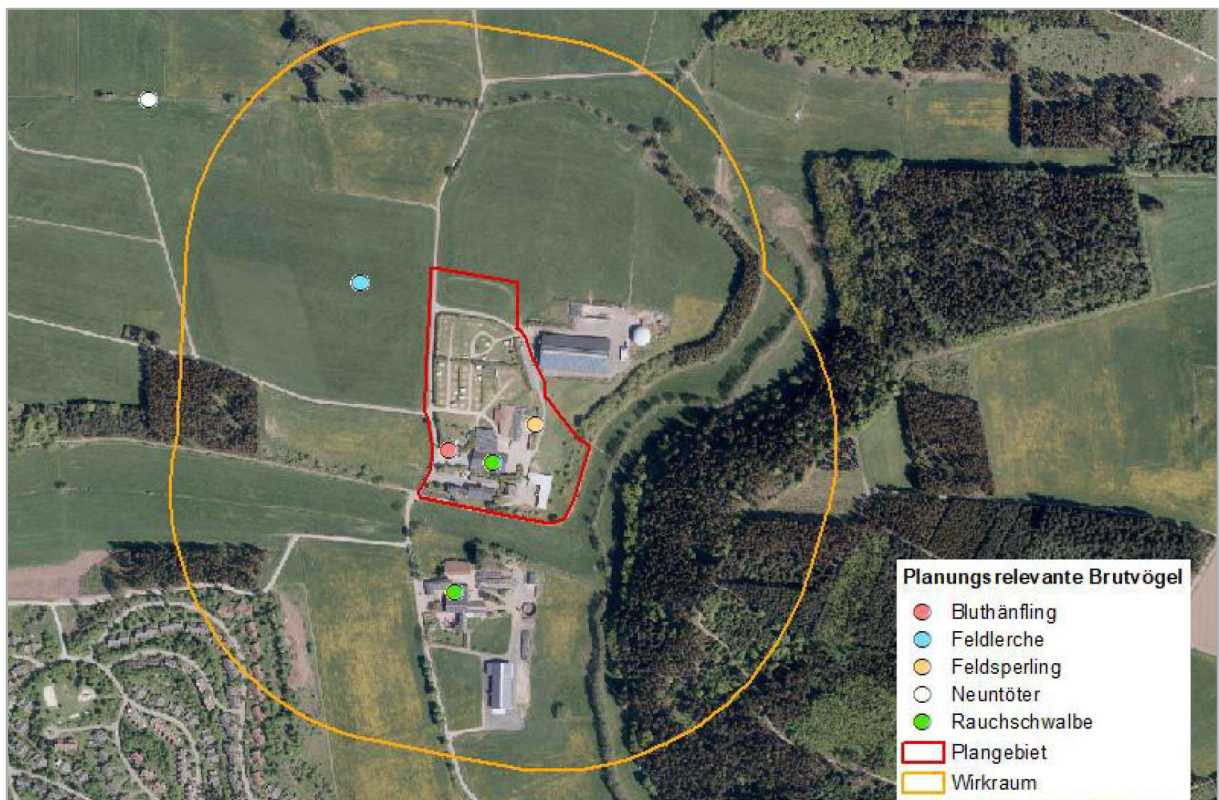 Planungsrelevante Brutvögel
Bluthänfling
Feldlerche
Feldsperling
Neuntöter
Rauchschwalbe
Plangebiet
Wirkraum